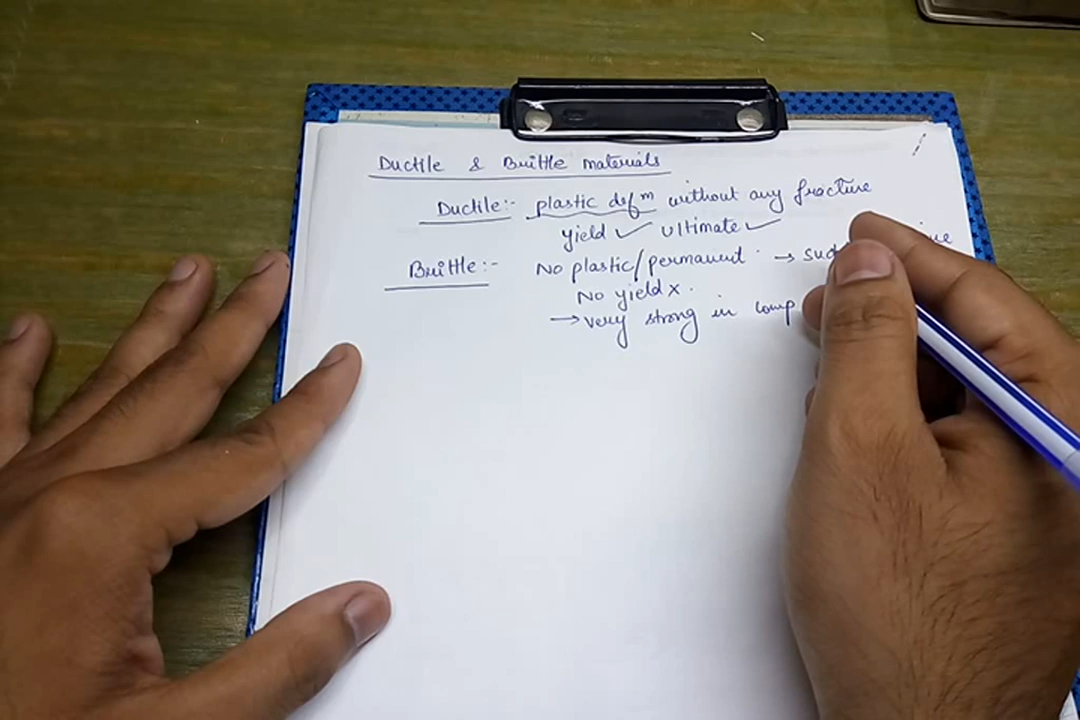 Ductile & Brittle materials
Ductile:- plastic defm without any fracture
yield ✓ ultimate ✓
Brittle:- No plastic/permanent →
No yield x.
→ very strong in comp